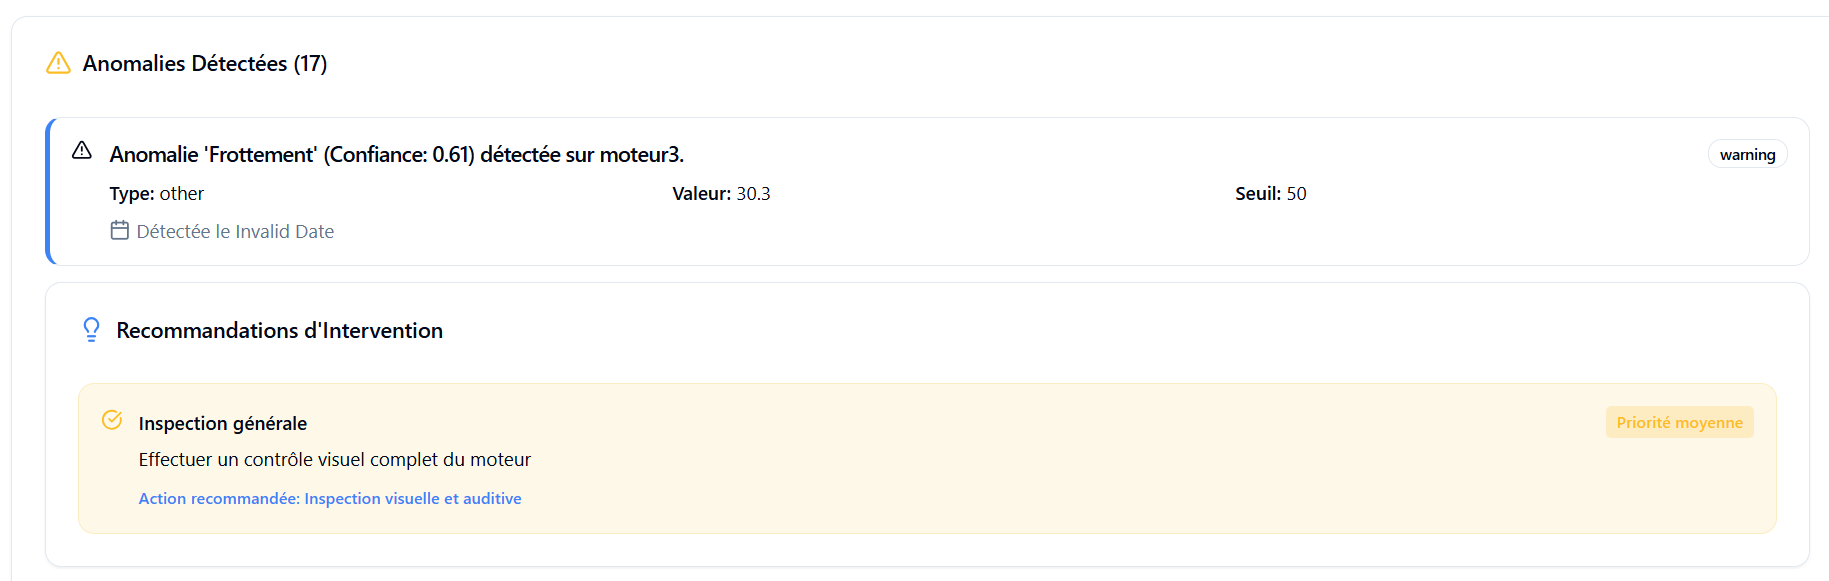 Anomalies Détectées (17)
Anomalie 'Frottement' (Confiance: 0.61) détectée sur moteur3.
warning
Type: other
Valeur: 30.3
Seuil: 50
Détectée le Invalid Date
Recommandations d'Intervention
Inspection générale
Priorité moyenne
Effectuer un contrôle visuel complet du moteur
Action recommandée: Inspection visuelle et auditive